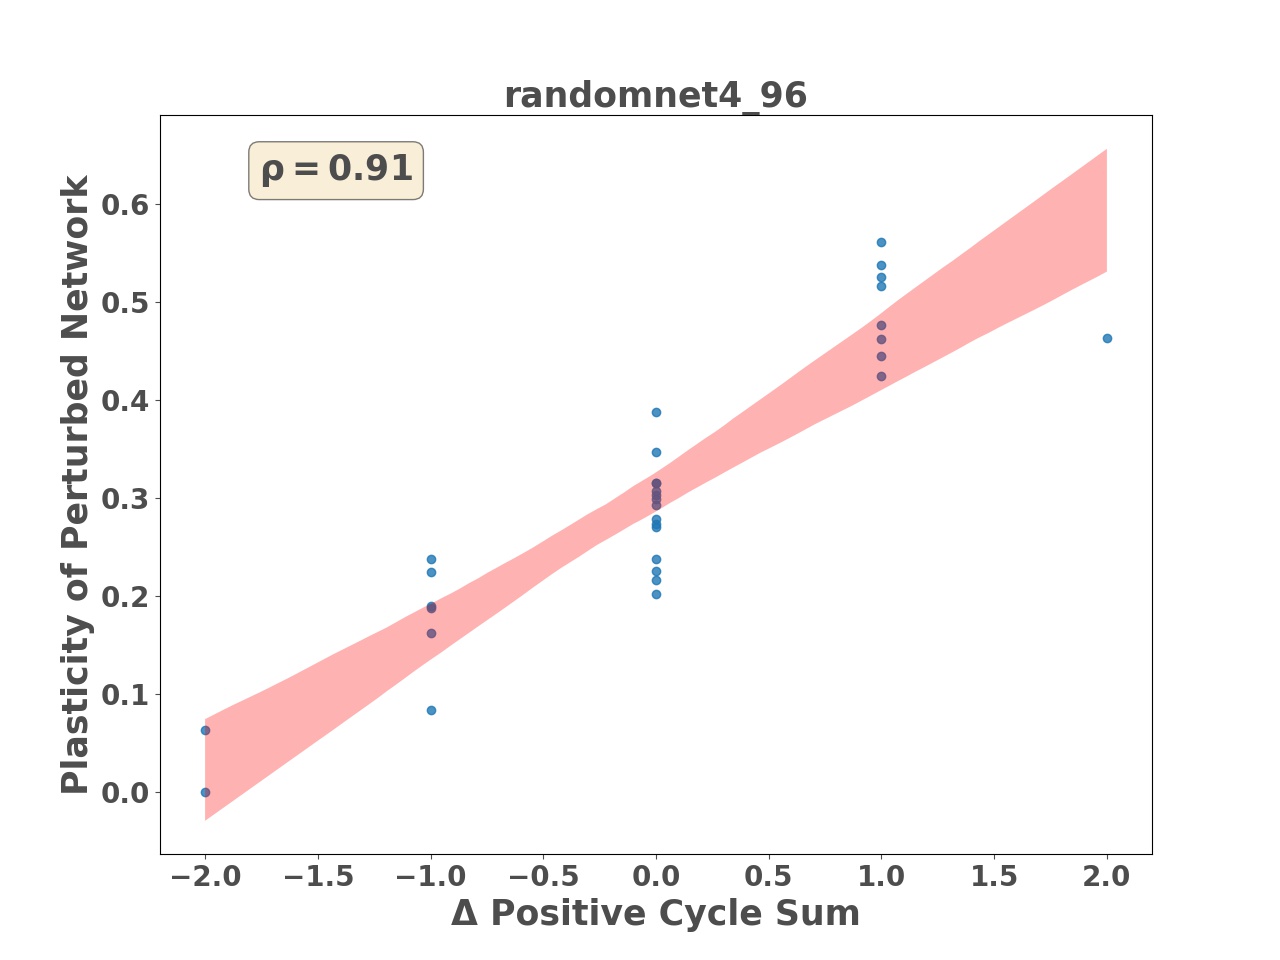 randomnet4_96
ρ = 0.91
Plasticity of Perturbed Network
0.6
0.5
0.4
0.3
0.2
0.1
0.0
−2.0 −1.5 −1.0 −0.5 0.0 0.5 1.0 1.5 2.0
Δ Positive Cycle Sum